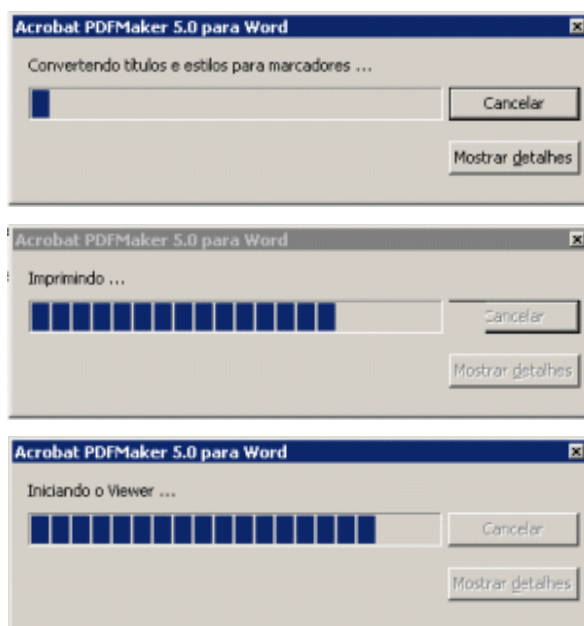 Acrobat PDFMaker 5.0 para Word
Convertendo títulos e estilos para marcadores ...
Cancelar
Mostrar detalhes
Acrobat PDFMaker 5.0 para Word
Imprimindo ...
Cancelar
Mostrar detalhes
Acrobat PDFMaker 5.0 para Word
Iniciando o Viewer ...
Cancelar
Mostrar detalhes